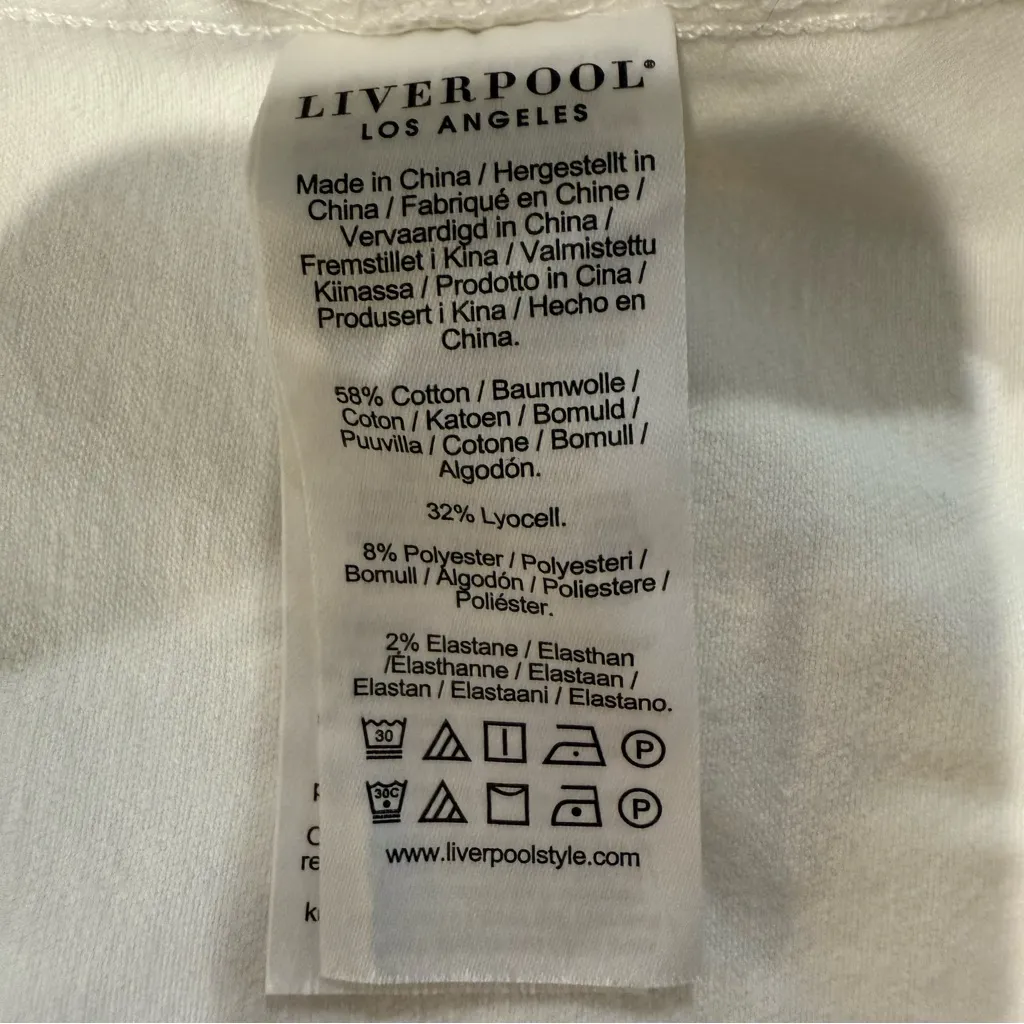 LIVERPOOL®
LOS ANGELES
Made in China / Hergestellt in
China / Fabriqué en Chine /
Vervaardigd in China /
Fremstillet i Kina / Valmistettu
Kiinassa / Prodotto in Cina /
Produsert i Kina / Hecho en
China.
58% Cotton / Baumwolle /
Coton / Katoen / Bomuld /
Puuvilla / Cotone / Bomull /
Algodón.
32% Lyocell.
8% Polyester / Polyesteri /
Bomull / Algodón / Poliestere /
Poliéster.
2% Elastane / Elasthan
/Élasthanne / Elastaan /
Elastan / Elastaani / Elastano.
30 P
30C P
www.liverpoolstyle.com